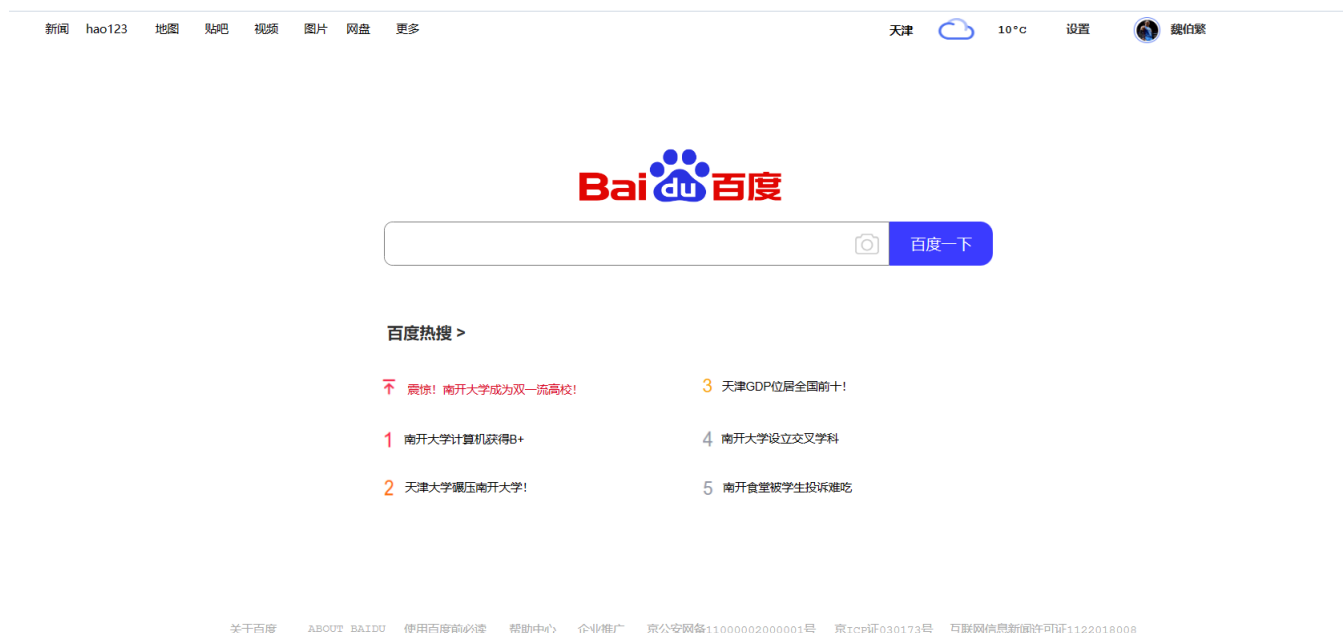 新闻 hao123 地图 贴吧 视频 图片 网盘 更多 天津 10°C 设置 魏伯繁
Bai du 百度
百度一下
百度热搜 >
震惊！南开大学成为双一流高校！
3 天津GDP位居全国前十！
1 南开大学计算机获得B+
4 南开大学设立交叉学科
2 天津大学碾压南开大学！
5 南开食堂被学生投诉难吃
关于百度 ABOUT BAIDU 使用百度前必读 帮助中心 企业推广 京公安网备11000002000001号 京ICP证030173号 互联网信息新闻许可证1122018008